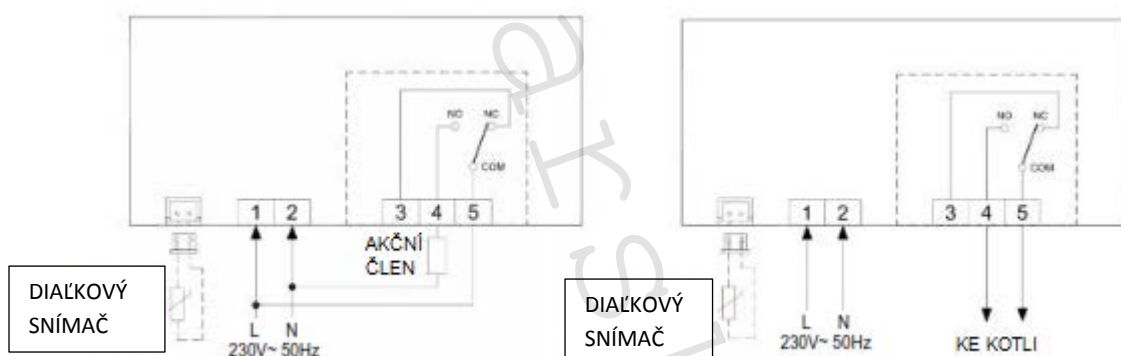 NO NC
COM
1 2 3 4 5
AKČNÍ
ČLEN
DIAĽKOVÝ
SNÍMAČ
L N
230V~ 50Hz
NO NC
COM
1 2 3 4 5
DIAĽKOVÝ
SNÍMAČ
L N
230V~ 50Hz
KE KOTLI